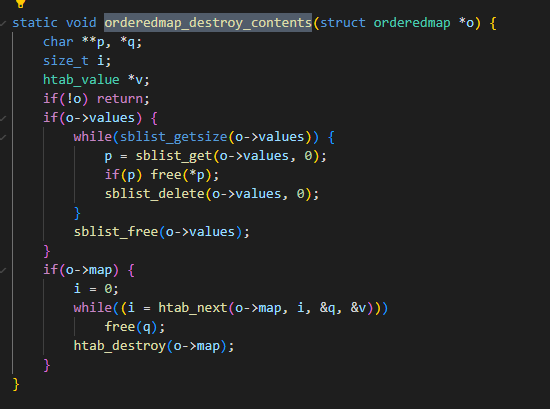 static void orderedmap_destroy_contents(struct orderedmap *o) {
    char **p, *q;
    size_t i;
    htab_value *v;
    if(!o) return;
    if(o->values) {
        while(sblist_getsize(o->values)) {
            p = sblist_get(o->values, 0);
            if(p) free(*p);
            sblist_delete(o->values, 0);
        }
        sblist_free(o->values);
    }
    if(o->map) {
        i = 0;
        while((i = htab_next(o->map, i, &q, &v)))
            free(q);
        htab_destroy(o->map);
    }
}